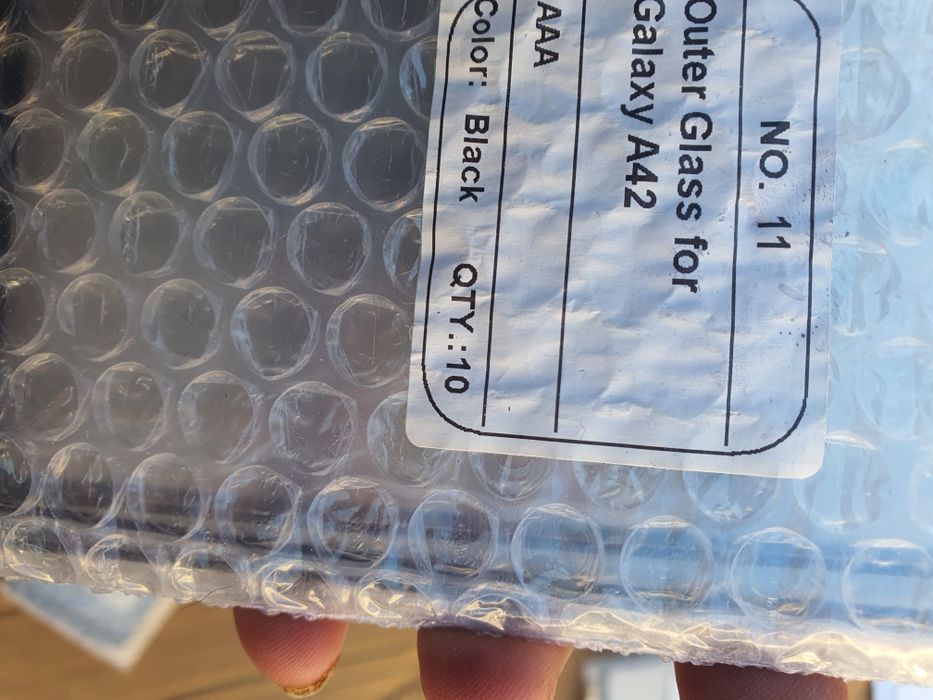 NO. 11
Outer Glass for
Galaxy A42
AAA
Color: Black QTY.:10